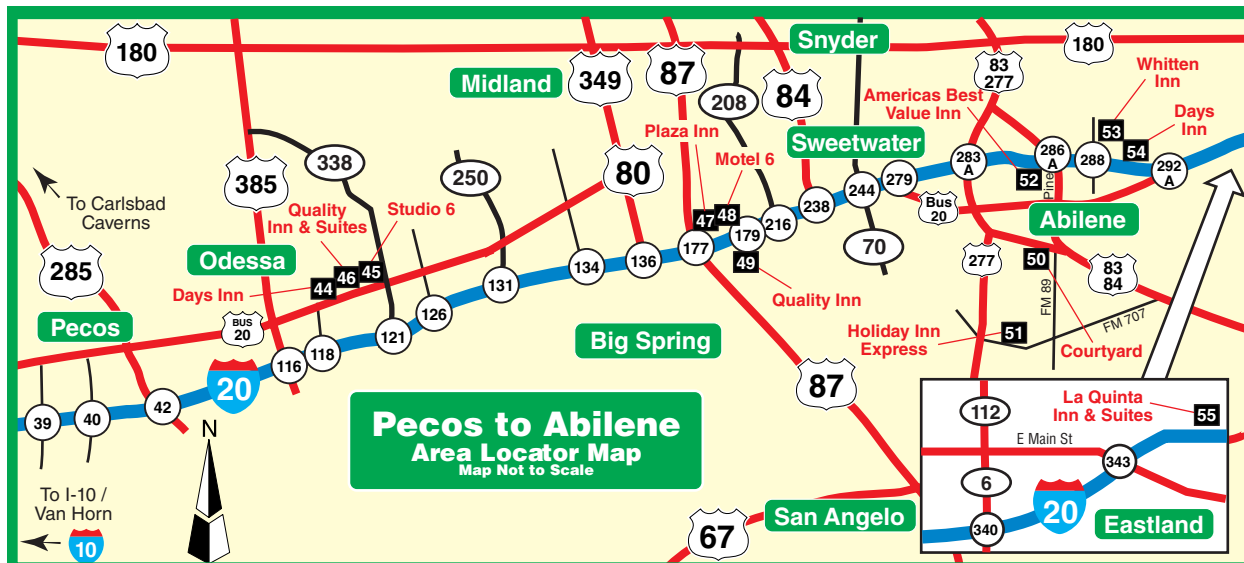 Snyder
180
180
83
277
Whitten
Inn
Midland
349
87
208
84
Americas Best
Value Inn
Days
Inn
Plaza Inn
Sweetwater
53
54
338
385
250
80
Motel 6
283
A
286
A
288
292
A
52
Pine
279
244
Bus
20
Abilene
To Carlsbad
Caverns
Quality
Inn & Suites
Studio 6
47
48
238
216
179
177
70
277
50
83
84
285
Odessa
46
45
44
Days Inn
131
134
136
49
Quality Inn
FM 89
FM 707
Pecos
BUS
20
126
121
118
116
Big Spring
Holiday Inn
Express
51
Courtyard
20
42
40
39
87
Pecos to Abilene
Area Locator Map
Map Not to Scale
N
La Quinta
Inn & Suites
55
112
E Main St
343
6
20
340
Eastland
To I-10 /
Van Horn
10
67
San Angelo